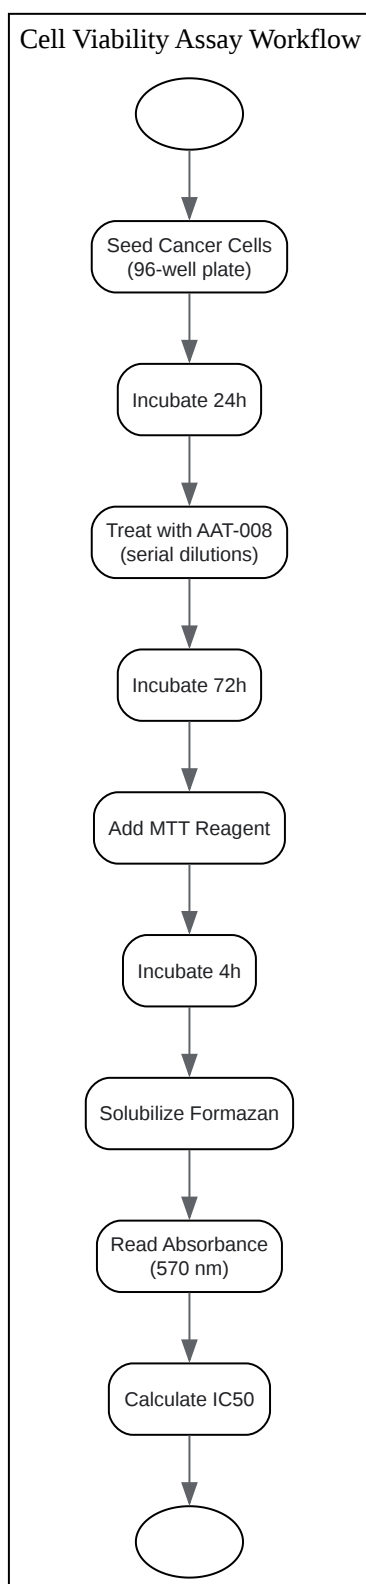 Cell Viability Assay Workflow
Seed Cancer Cells
(96-well plate)
Incubate 24h
Treat with AAT-008
(serial dilutions)
Incubate 72h
Add MTT Reagent
Incubate 4h
Solubilize Formazan
Read Absorbance
(570 nm)
Calculate IC50